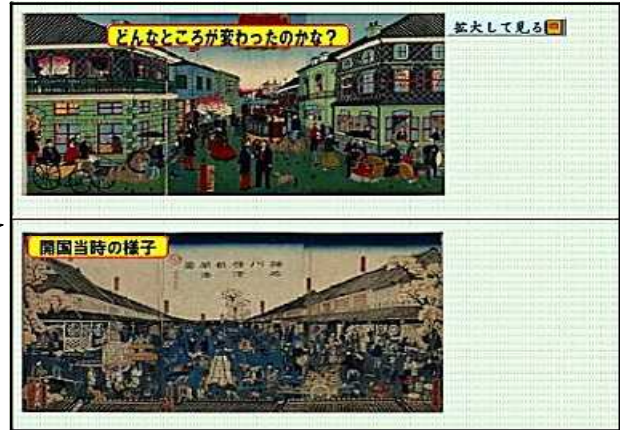 どんなところが変わったのかな？
拡大して見る
開国当時の様子